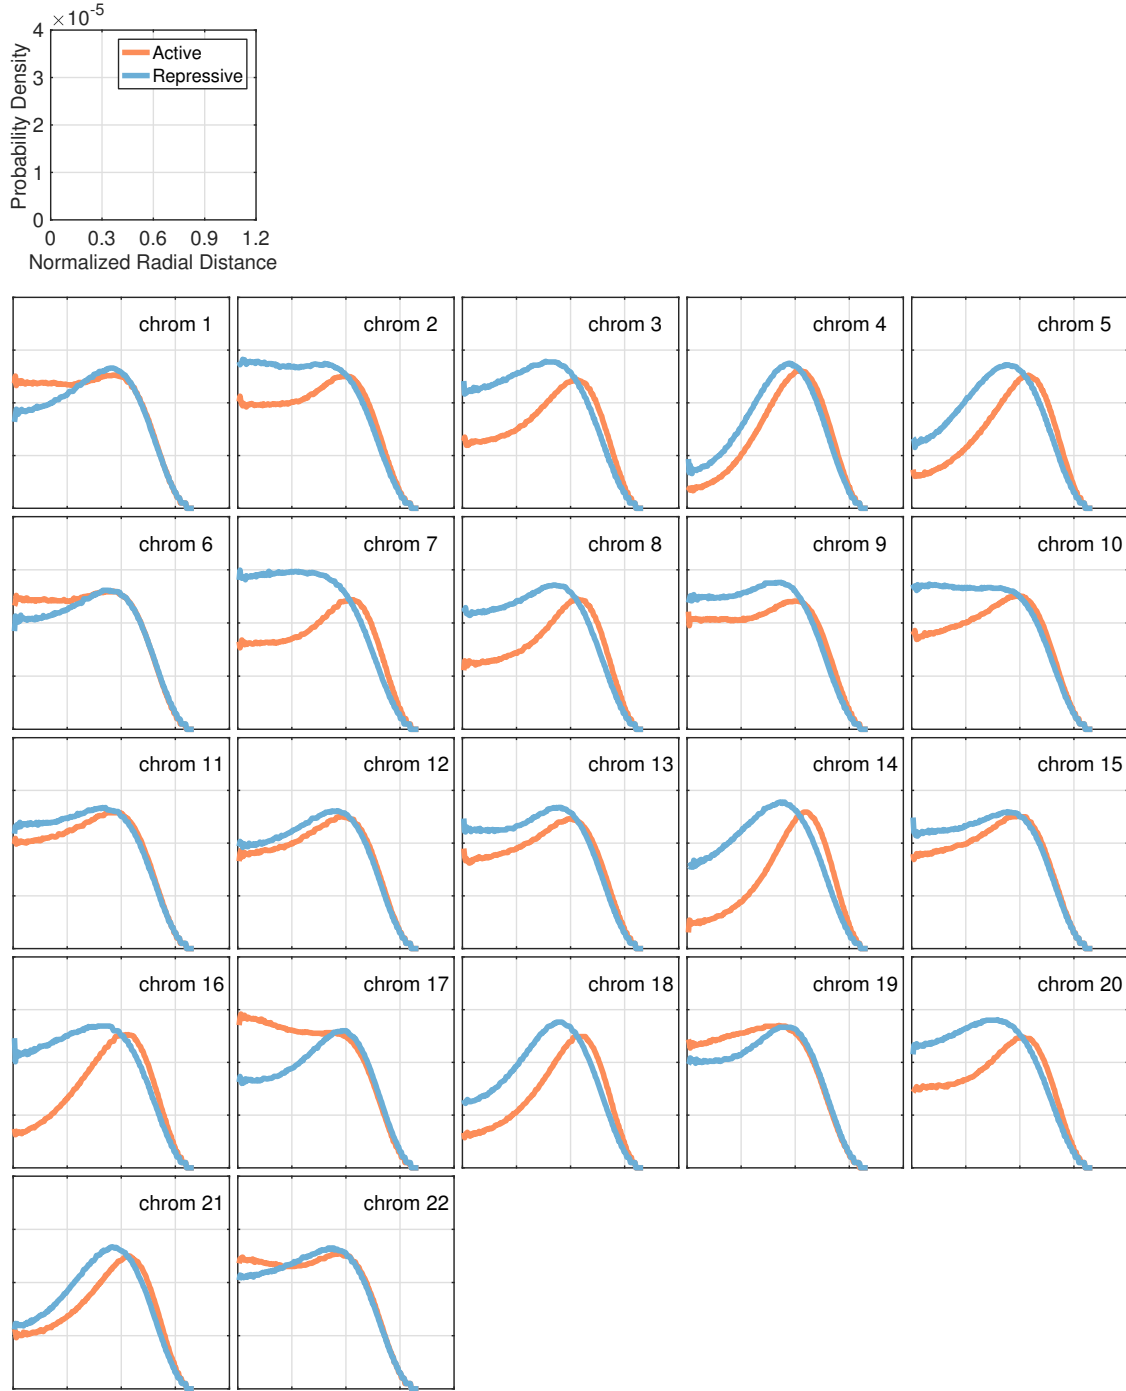 ×10-5
4
3
2
1
0
Probability Density
Active
Repressive
0 0.3 0.6 0.9 1.2
Normalized Radial Distance
chrom 1
chrom 2
chrom 3
chrom 4
chrom 5
chrom 6
chrom 7
chrom 8
chrom 9
chrom 10
chrom 11
chrom 12
chrom 13
chrom 14
chrom 15
chrom 16
chrom 17
chrom 18
chrom 19
chrom 20
chrom 21
chrom 22